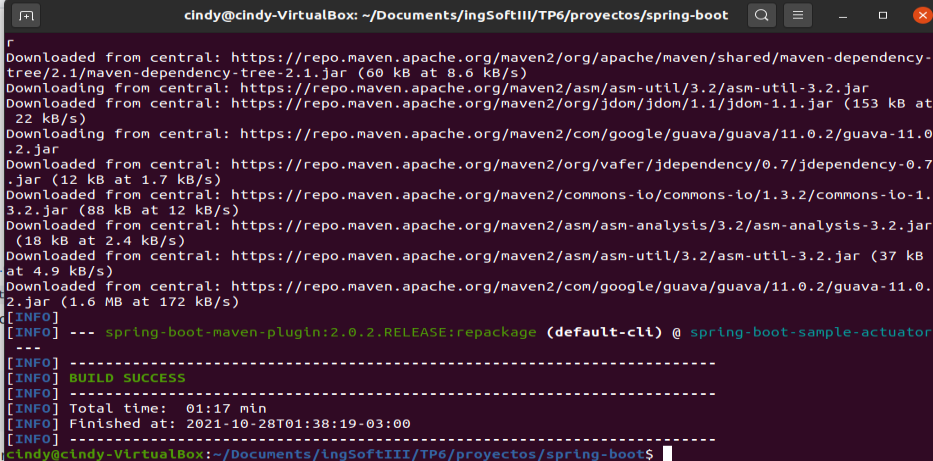 cindy@cindy-VirtualBox: ~/Documents/ingSoftIII/TP6/proyectos/spring-boot
r
Downloaded from central: https://repo.maven.apache.org/maven2/org/apache/maven/shared/maven-dependency-
tree/2.1/maven-dependency-tree-2.1.jar (60 kB at 8.6 kB/s)
Downloading from central: https://repo.maven.apache.org/maven2/asm/asm-util/3.2/asm-util-3.2.jar
Downloaded from central: https://repo.maven.apache.org/maven2/org/jdom/jdom/1.1/jdom-1.1.jar (153 kB at
 22 kB/s)
Downloading from central: https://repo.maven.apache.org/maven2/com/google/guava/guava/11.0.2/guava-11.0
.2.jar
Downloaded from central: https://repo.maven.apache.org/maven2/org/vafer/jdependency/0.7/jdependency-0.7
.jar (12 kB at 1.7 kB/s)
Downloaded from central: https://repo.maven.apache.org/maven2/commons-io/commons-io/1.3.2/commons-io-1.
3.2.jar (88 kB at 12 kB/s)
Downloaded from central: https://repo.maven.apache.org/maven2/asm/asm-analysis/3.2/asm-analysis-3.2.jar
 (18 kB at 2.4 kB/s)
Downloaded from central: https://repo.maven.apache.org/maven2/asm/asm-util/3.2/asm-util-3.2.jar (37 kB
at 4.9 kB/s)
Downloaded from central: https://repo.maven.apache.org/maven2/com/google/guava/guava/11.0.2/guava-11.0.
2.jar (1.6 MB at 172 kB/s)
[INFO]
[INFO] --- spring-boot-maven-plugin:2.0.2.RELEASE:repackage (default-cli) @ spring-boot-sample-actuator
 ---
[INFO] ------------------------------------------------------------------------
[INFO] BUILD SUCCESS
[INFO] ------------------------------------------------------------------------
[INFO] Total time:  01:17 min
[INFO] Finished at: 2021-10-28T01:38:19-03:00
[INFO] ------------------------------------------------------------------------
cindy@cindy-VirtualBox:~/Documents/ingSoftIII/TP6/proyectos/spring-boot$